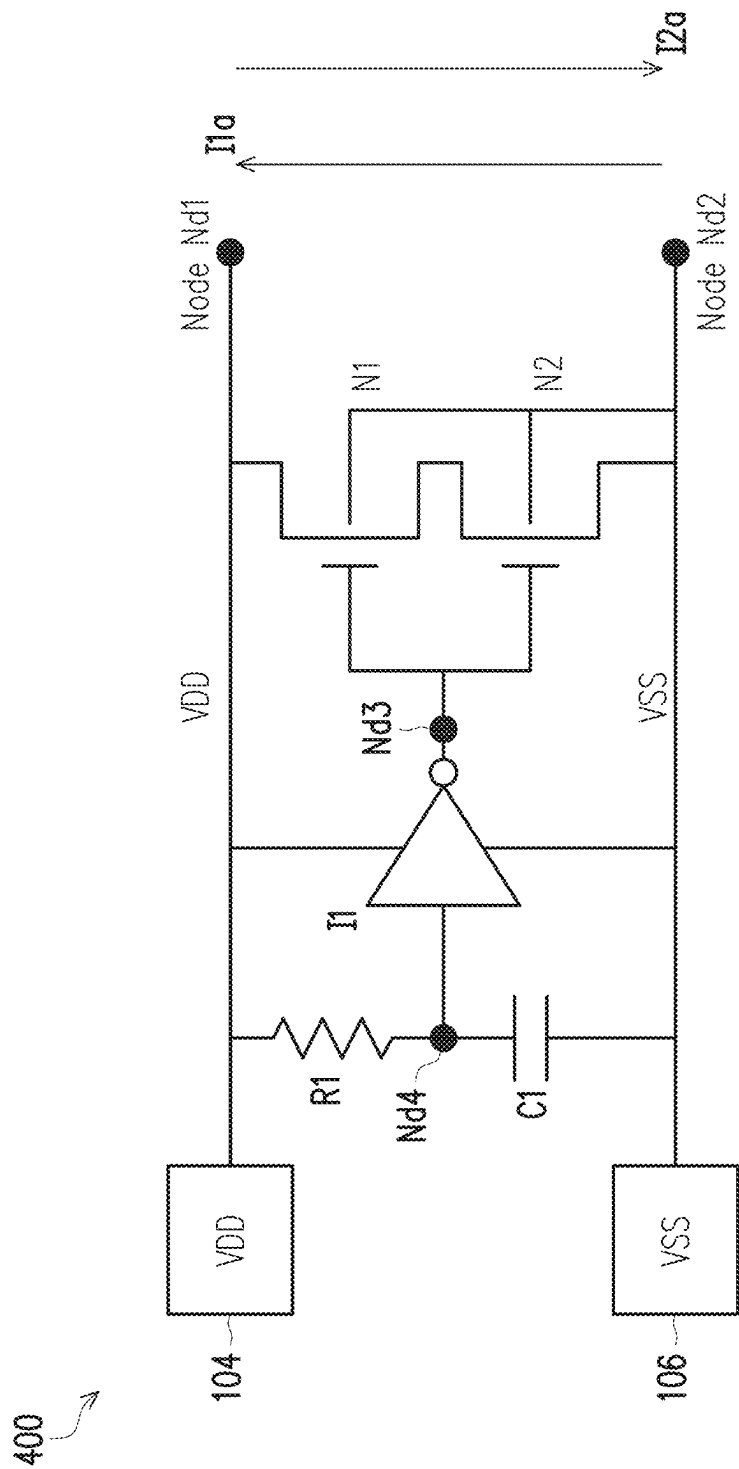 400
104
VDD
106
VSS
R1
Nd4
C1
I1
Nd3
VDD
VSS
N1
N2
Node Nd1
Node Nd2
I1a
I2a